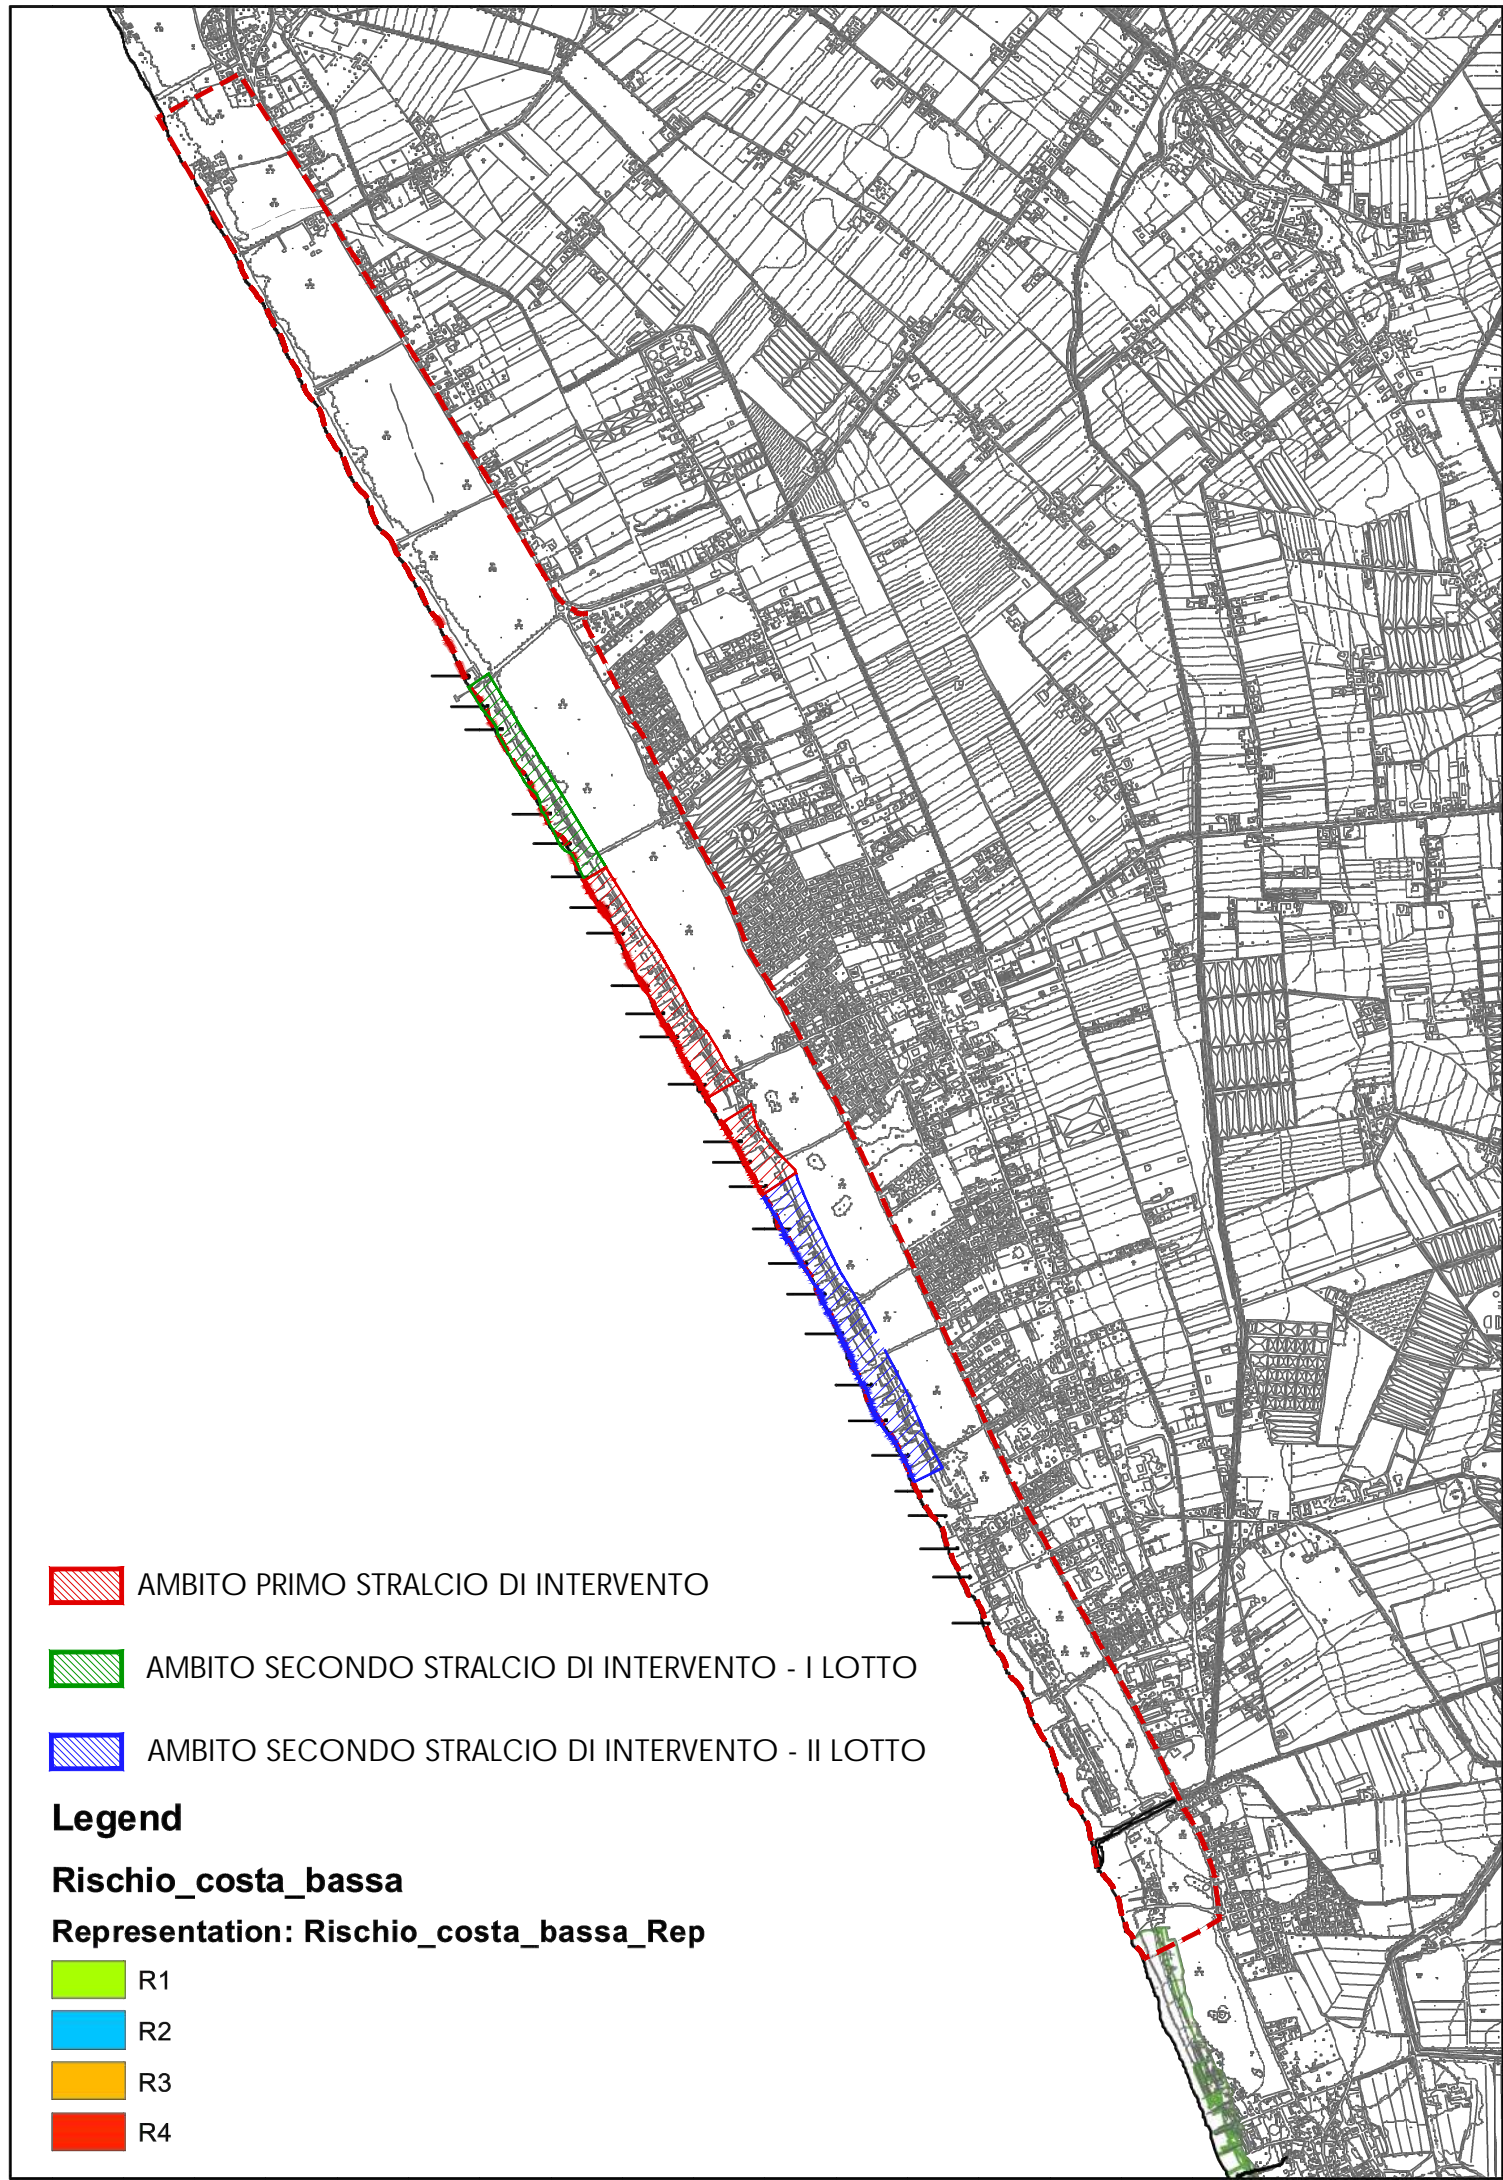 AMBITO PRIMO STRALCIO DI INTERVENTO
AMBITO SECONDO STRALCIO DI INTERVENTO - I LOTTO
AMBITO SECONDO STRALCIO DI INTERVENTO - II LOTTO
Legend
Rischio_costa_bassa
Representation: Rischio_costa_bassa_Rep
R1
R2
R3
R4